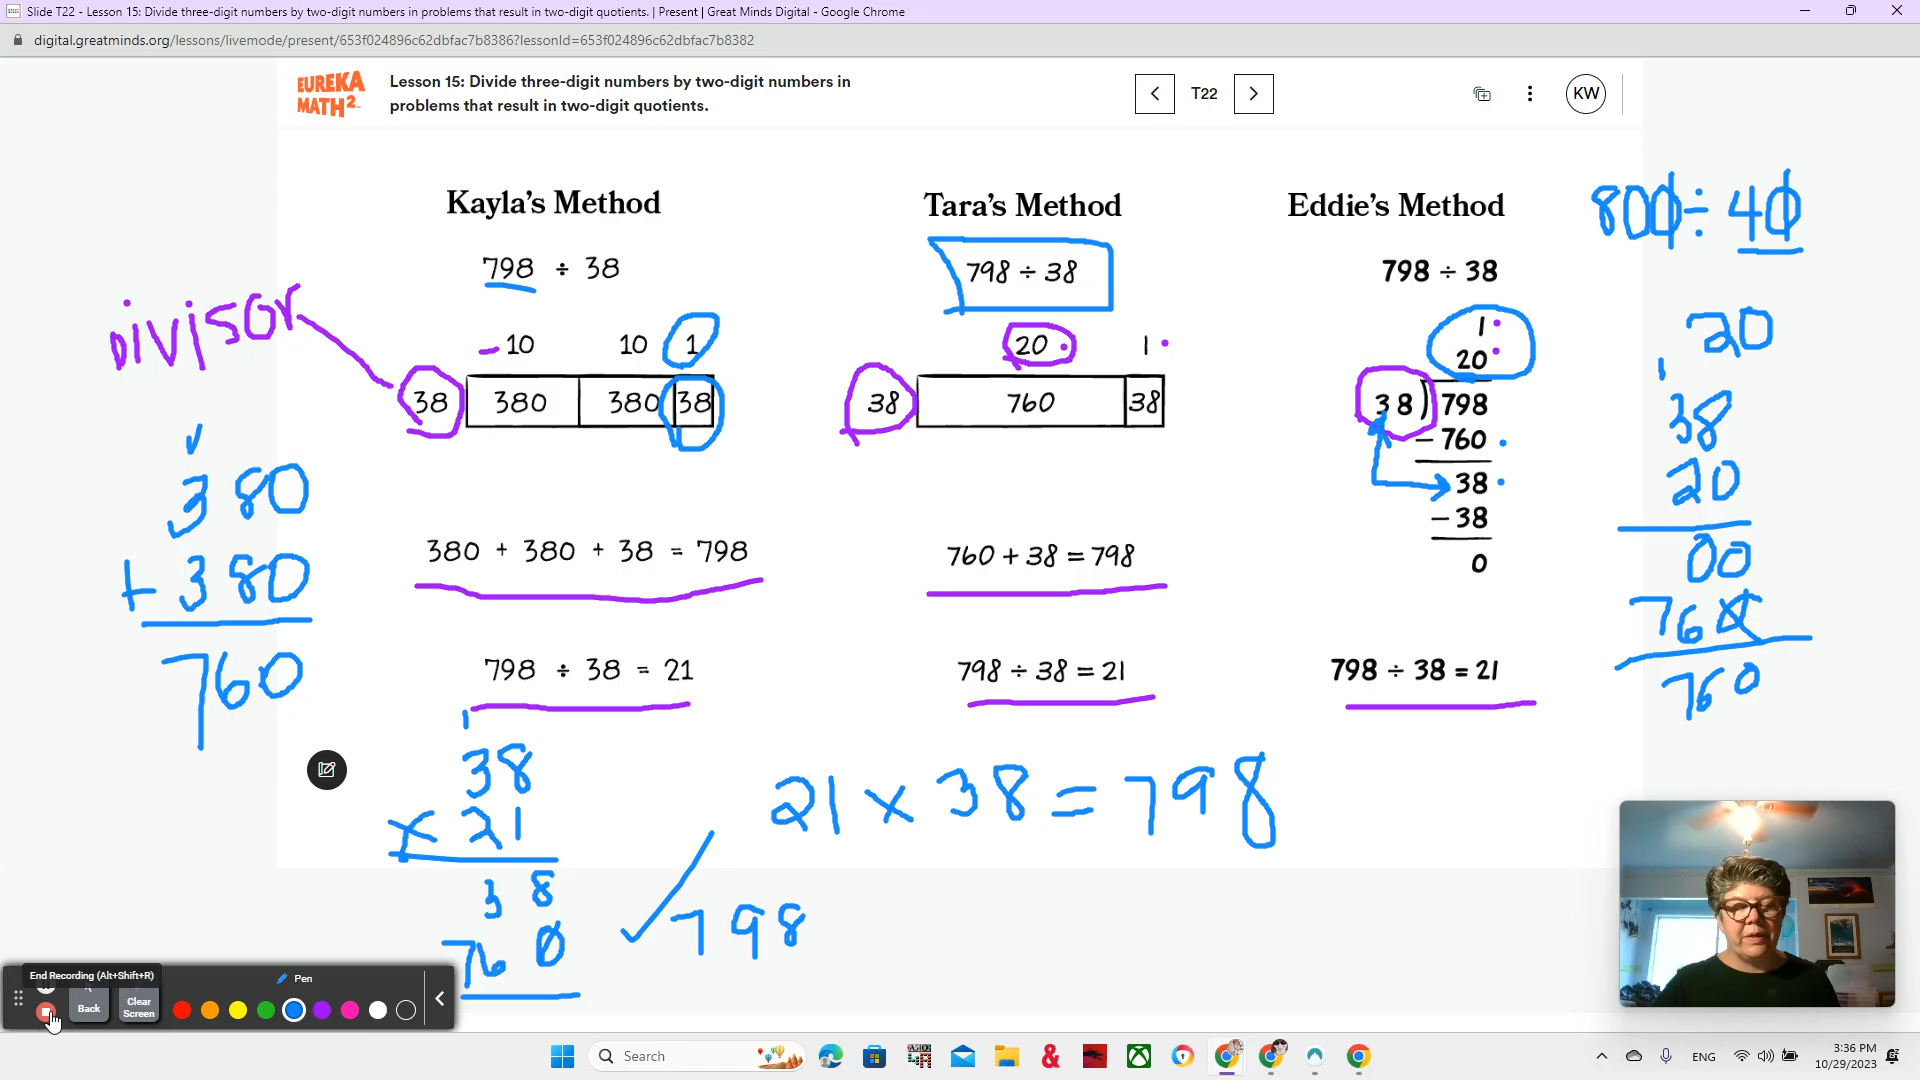 Slide T22 - Lesson 15: Divide three-digit numbers by two-digit numbers in problems that result in two-digit quotients. | Present | Great Minds Digital - Google Chrome
digital.greatminds.org/lessons/livemode/present/653f024896c62dbfac7b8386?lessonId=653f024896c62dbfac7b8382
EUREKA MATH2
Lesson 15: Divide three-digit numbers by two-digit numbers in
problems that result in two-digit quotients.
T22
KW
Kayla's Method
798 ÷ 38
10 10 1
38 380 380 38
380 + 380 + 38 = 798
798 ÷ 38 = 21
Tara's Method
798 ÷ 38
20 1
38 760 38
760 + 38 = 798
798 ÷ 38 = 21
Eddie's Method
798 ÷ 38
1
20
38 ) 798
- 760
38
- 38
0
798 ÷ 38 = 21
Divisor
1
380
+ 380
760
800 ÷ 40
20
1
38
20
00
760
760
1
38
x 21
38
760
798
21 x 38 = 798
End Recording (Alt+Shift+R)
Back
Clear
Screen
Pen
Search
ENG
3:36 PM
10/29/2023